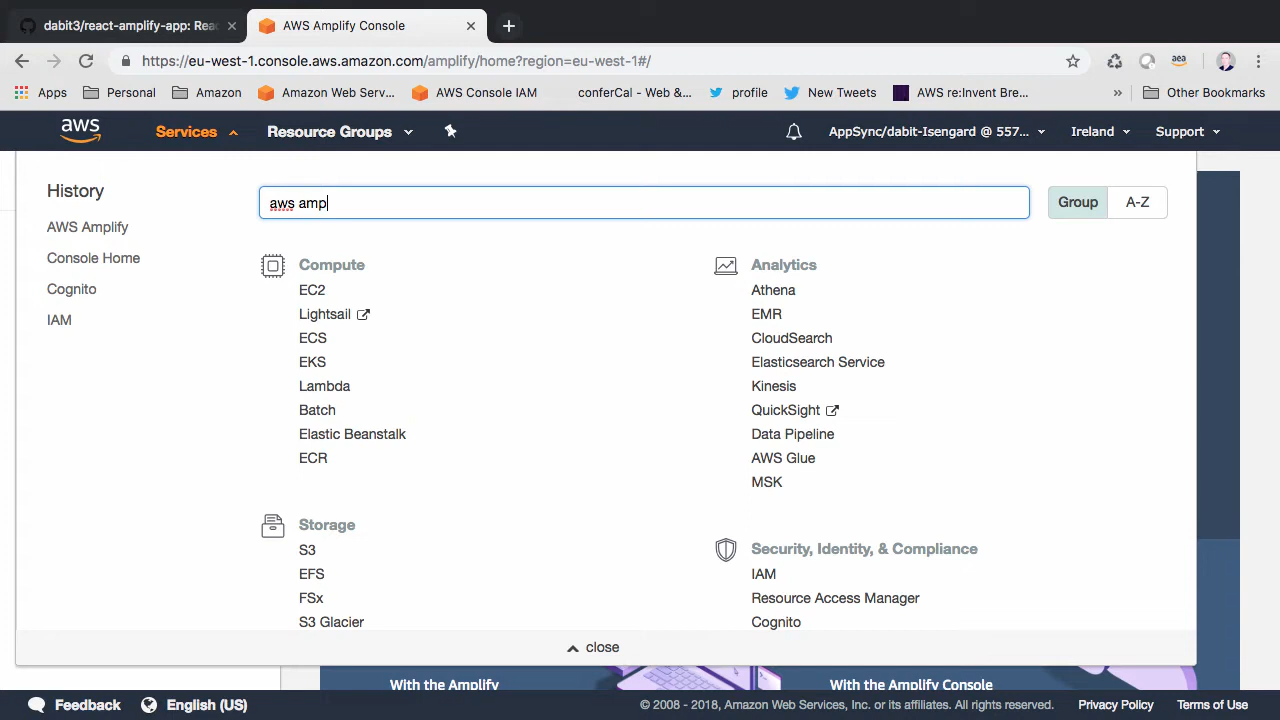 dabit3/react-amplify-app: Rea
AWS Amplify Console
https://eu-west-1.console.aws.amazon.com/amplify/home?region=eu-west-1#/
aea
Apps
Personal
Amazon
Amazon Web Serv...
AWS Console IAM
conferCal - Web &...
profile
New Tweets
AWS re:Invent Bre...
»
Other Bookmarks
aws
Services
Resource Groups
AppSync/dabit-Isengard @ 557...
Ireland
Support
History
AWS Amplify
Console Home
Cognito
IAM
aws amp
Group
A-Z
Compute
EC2
Lightsail
ECS
EKS
Lambda
Batch
Elastic Beanstalk
ECR
Storage
S3
EFS
FSx
S3 Glacier
Analytics
Athena
EMR
CloudSearch
Elasticsearch Service
Kinesis
QuickSight
Data Pipeline
AWS Glue
MSK
Security, Identity, & Compliance
IAM
Resource Access Manager
Cognito
close
With the Amplify
With the Amplify Console
Feedback
English (US)
© 2008 - 2018, Amazon Web Services, Inc. or its affiliates. All rights reserved.
Privacy Policy
Terms of Use